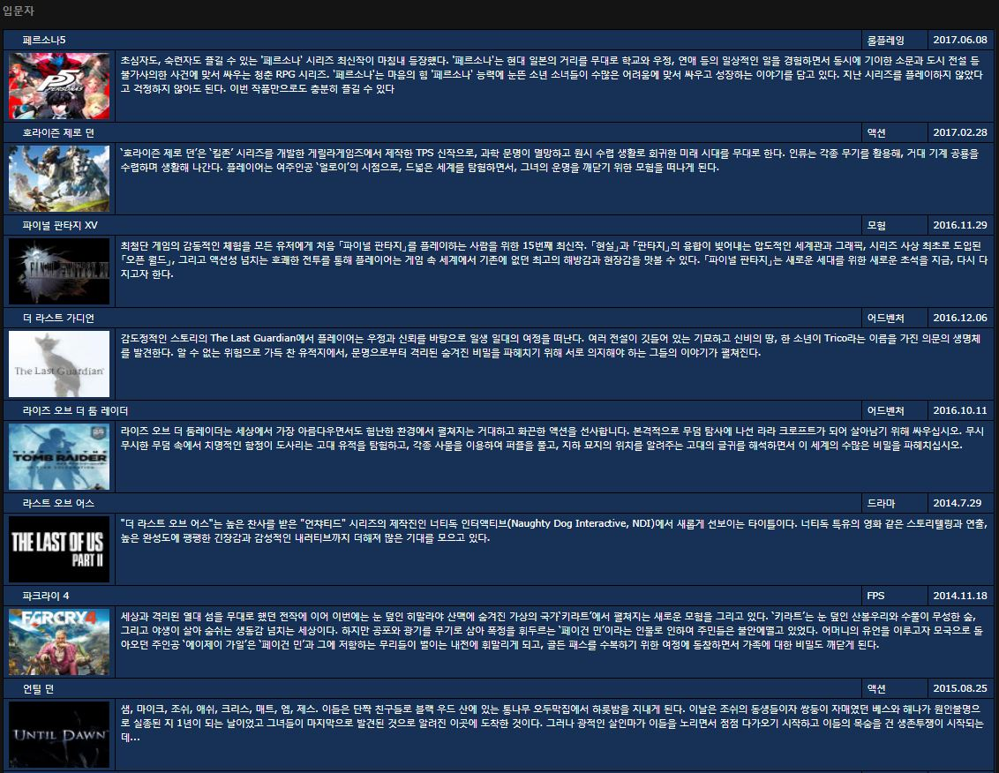 입문자
페르소나5 롤플레잉 2017.06.08
P5
PERSONA5
초심자도, 숙련자도 즐길 수 있는 '페르소나' 시리즈 최신작이 마침내 등장했다. '페르소나'는 현대 일본의 거리를 무대로 학교와 우정, 연애 등의 일상적인 일을 경험하면서 동시에 기이한 소문과 도시 전설 등
불가사의한 사건에 맞서 싸우는 청춘 RPG 시리즈. '페르소나'는 마음의 힘 '페르소나' 능력에 눈뜬 소년 소녀들이 수많은 어려움에 맞서 싸우고 성장하는 이야기를 담고 있다. 지난 시리즈를 플레이하지 않았다
고 걱정하지 않아도 된다. 이번 작품만으로도 충분히 즐길 수 있다
호라이즌 제로 던 액션 2017.02.28
‘호라이즌 제로 던’은 ‘킬존’ 시리즈를 개발한 게릴라게임즈에서 제작한 TPS 신작으로, 과학 문명이 멸망하고 원시 수렵 생활로 회귀한 미래 시대를 무대로 한다. 인류는 각종 무기를 활용해, 거대 기계 공룡을
수렵하며 생활해 나간다. 플레이어는 여주인공 ‘얼로이’의 시점으로, 드넓은 세계를 탐험하면서, 그녀의 운명을 깨닫기 위한 모험을 떠나게 된다.
파이널 판타지 XV 모험 2016.11.29
FINAL FANTASY XV
최첨단 게임의 감동적인 체험을 모든 유저에게 처음 「파이널 판타지」를 플레이하는 사람을 위한 15번째 최신작. 「현실」과 「판타지」의 융합이 빚어내는 압도적인 세계관과 그래픽, 시리즈 사상 최초로 도입된
「오픈 월드」, 그리고 액션성 넘치는 호쾌한 전투를 통해 플레이어는 게임 속 세계에서 기존에 없던 최고의 해방감과 현장감을 맛볼 수 있다. 「파이널 판타지」는 새로운 세대를 위한 새로운 초석을 지금, 다시 다
지고자 한다.
더 라스트 가디언 어드벤처 2016.12.06
The Last Guardian
감도정적인 스토리의 The Last Guardian에서 플레이어는 우정과 신뢰를 바탕으로 일생 일대의 여정을 떠난다. 여러 전설이 깃들어 있는 기묘하고 신비의 땅, 한 소년이 Trico라는 이름을 가진 의문의 생명체
를 발견한다. 알 수 없는 위험으로 가득 찬 유적지에서, 문명으로부터 격리된 숨겨진 비밀을 파헤치기 위해 서로 의지해야 하는 그들의 이야기가 펼쳐진다.
라이즈 오브 더 툼 레이더 어드벤처 2016.10.11
TOMB RAIDER
라이즈 오브 더 툼레이더는 세상에서 가장 아름다우면서도 험난한 환경에서 펼쳐지는 거대하고 화끈한 액션을 선사합니다. 본격적으로 무덤 탐사에 나선 라라 크로프트가 되어 살아남기 위해 싸우십시오. 무시
무시한 무덤 속에서 치명적인 함정이 도사리는 고대 유적을 탐험하고, 각종 사물을 이용하여 퍼즐을 풀고, 지하 묘지의 위치를 알려주는 고대의 글귀를 해석하면서 이 세계의 수많은 비밀을 파헤치십시오.
라스트 오브 어스 드라마 2014.7.29
THE LAST OF US
PART II
"더 라스트 오브 어스"는 높은 찬사를 받은 "언챠티드" 시리즈의 제작진인 너티독 인터액티브(Naughty Dog Interactive, NDI)에서 새롭게 선보이는 타이틀이다. 너티독 특유의 영화 같은 스토리텔링과 연출,
높은 완성도에 팽팽한 긴장감과 감성적인 내러티브까지 더해져 많은 기대를 모으고 있다.
파크라이 4 FPS 2014.11.18
FARCRY4
세상과 격리된 열대 섬을 무대로 했던 전작에 이어 이번에는 눈 덮인 히말라야 산맥에 숨겨진 가상의 국가‘키라트’에서 펼쳐지는 새로운 모험을 그리고 있다. ‘키라트’는 눈 덮인 산봉우리와 수풀이 무성한 숲,
그리고 야생이 살아 숨쉬는 생동감 넘치는 세상이다. 하지만 공포와 광기를 무기로 삼아 폭정을 휘두르는 ‘페이건 민’이라는 인물로 인하여 주민들은 불안에떨고 있었다. 어머니의 유언을 이루고자 모국으로 돌
아오던 주인공 ‘에이제이 가일’은 ‘페이건 민’과 그에 저항하는 무리들이 벌이는 내전에 휘말리게 되고, 골든 패스를 수복하기 위한 여정에 동참하면서 가족에 대한 비밀도 깨닫게 된다.
언틸 던 액션 2015.08.25
UNTIL DAWN
샘, 마이크, 조쉬, 애쉬, 크리스, 매트, 엠, 제스. 이들은 단짝 친구들로 블랙 우드 산에 있는 통나무 오두막집에서 하룻밤을 지내게 된다. 이날은 조쉬의 동생들이자 쌍둥이 자매였던 베스와 해나가 원인불명으
로 실종된 지 1년이 되는 날이었고 그녀들이 마지막으로 발견된 것으로 알려진 이곳에 도착한 것이다. 그러나 광적인 살인마가 이들을 노리면서 점점 다가오기 시작하고 이들의 목숨을 건 생존투쟁이 시작되는
데...